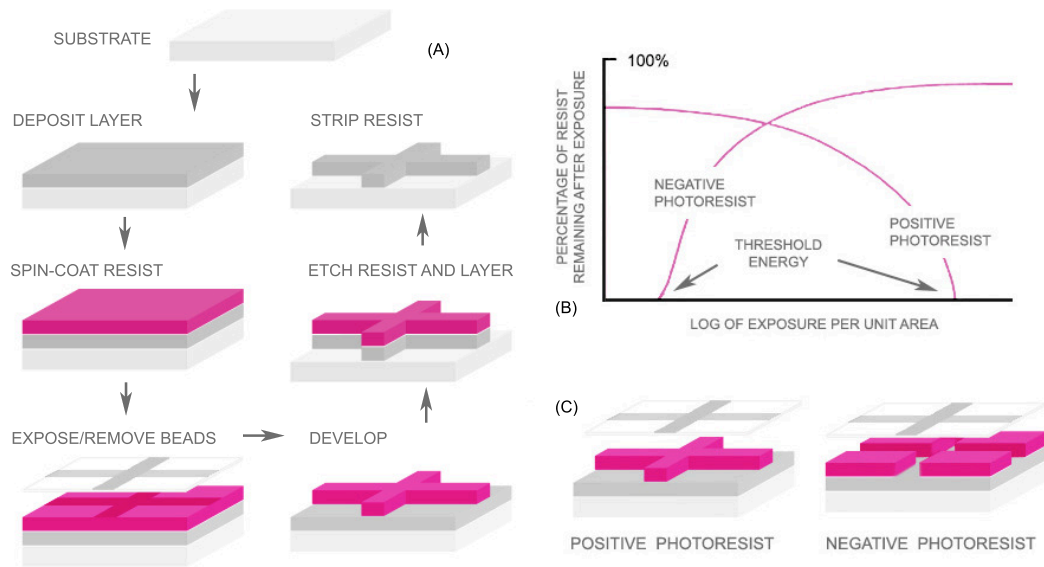 SUBSTRATE
(A)
DEPOSIT LAYER
STRIP RESIST
SPIN-COAT RESIST
ETCH RESIST AND LAYER
EXPOSE/REMOVE BEADS
DEVELOP
100%
PERCENTAGE OF RESIST
REMAINING AFTER EXPOSURE
NEGATIVE
PHOTORESIST
POSITIVE
PHOTORESIST
THRESHOLD
ENERGY
(B)
LOG OF EXPOSURE PER UNIT AREA
(C)
POSITIVE PHOTORESIST
NEGATIVE PHOTORESIST